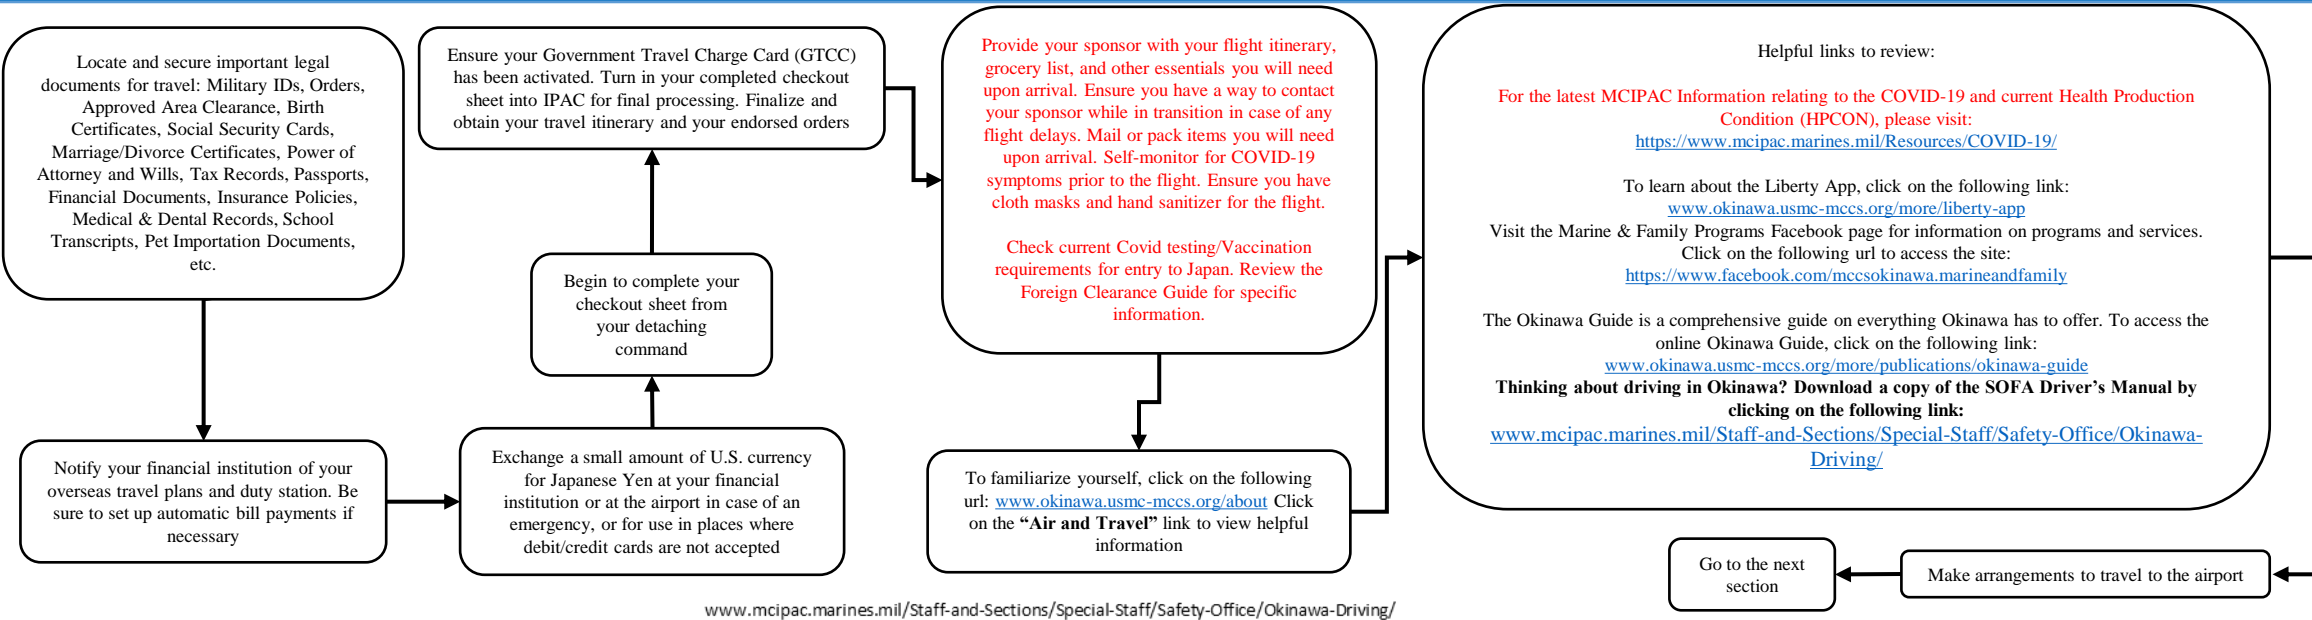 Locate and secure important legal
documents for travel: Military IDs, Orders,
Approved Area Clearance, Birth
Certificates, Social Security Cards,
Marriage/Divorce Certificates, Power of
Attorney and Wills, Tax Records, Passports,
Financial Documents, Insurance Policies,
Medical & Dental Records, School
Transcripts, Pet Importation Documents,
etc.
Notify your financial institution of your
overseas travel plans and duty station. Be
sure to set up automatic bill payments if
necessary
Exchange a small amount of U.S. currency
for Japanese Yen at your financial
institution or at the airport in case of an
emergency, or for use in places where
debit/credit cards are not accepted
Begin to complete your
checkout sheet from
your detaching
command
Ensure your Government Travel Charge Card (GTCC)
has been activated. Turn in your completed checkout
sheet into IPAC for final processing. Finalize and
obtain your travel itinerary and your endorsed orders
Provide your sponsor with your flight itinerary,
grocery list, and other essentials you will need
upon arrival. Ensure you have a way to contact
your sponsor while in transition in case of any
flight delays. Mail or pack items you will need
upon arrival. Self-monitor for COVID-19
symptoms prior to the flight. Ensure you have
cloth masks and hand sanitizer for the flight.
Check current Covid testing/Vaccination
requirements for entry to Japan. Review the
Foreign Clearance Guide for specific
information.
To familiarize yourself, click on the following
url: www.okinawa.usmc-mccs.org/about Click
on the “Air and Travel” link to view helpful
information
Helpful links to review:
For the latest MCIPAC Information relating to the COVID-19 and current Health Production
Condition (HPCON), please visit:
https://www.mcipac.marines.mil/Resources/COVID-19/
To learn about the Liberty App, click on the following link:
www.okinawa.usmc-mccs.org/more/liberty-app
Visit the Marine & Family Programs Facebook page for information on programs and services.
Click on the following url to access the site:
https://www.facebook.com/mccsokinawa.marineandfamily
The Okinawa Guide is a comprehensive guide on everything Okinawa has to offer. To access the
online Okinawa Guide, click on the following link:
www.okinawa.usmc-mccs.org/more/publications/okinawa-guide
Thinking about driving in Okinawa? Download a copy of the SOFA Driver’s Manual by
clicking on the following link:
www.mcipac.marines.mil/Staff-and-Sections/Special-Staff/Safety-Office/Okinawa-
Driving/
Make arrangements to travel to the airport
Go to the next
section
www.mcipac.marines.mil/Staff-and-Sections/Special-Staff/Safety-Office/Okinawa-Driving/